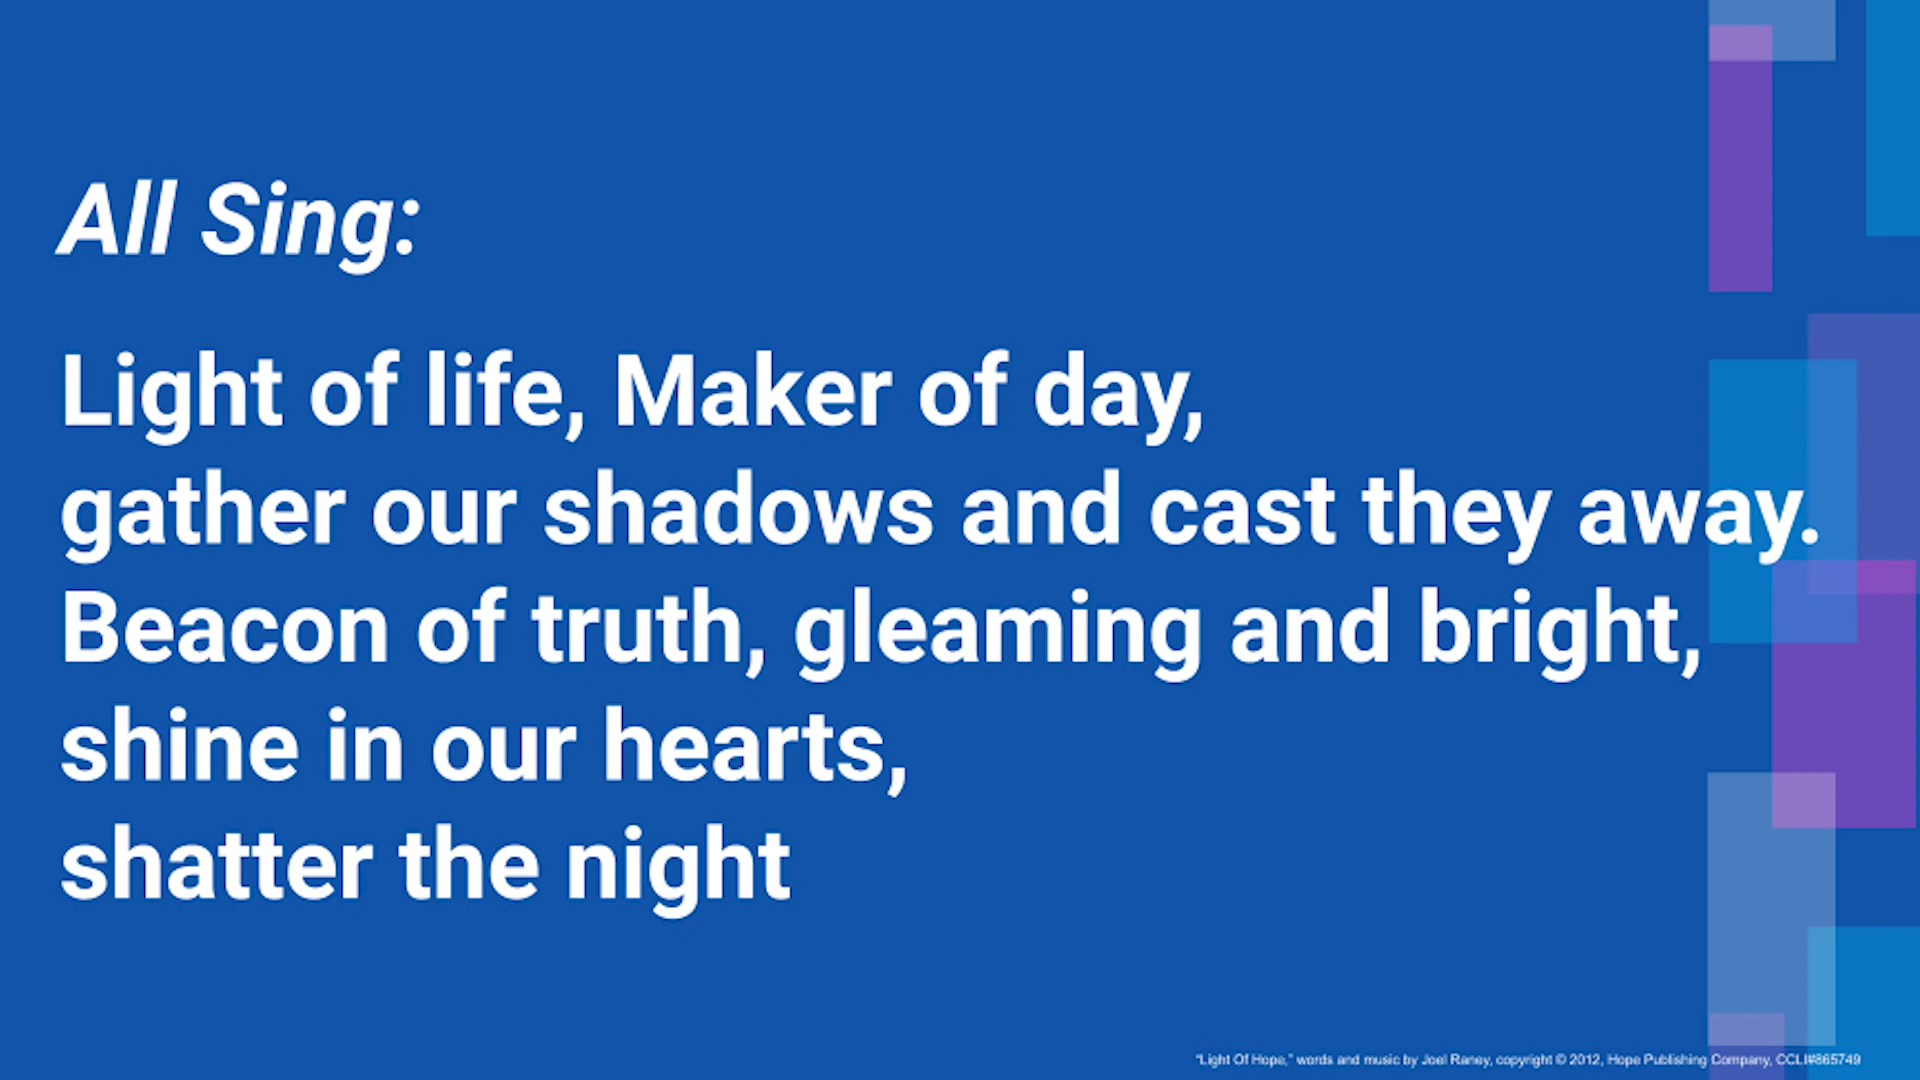 All Sing:
Light of life, Maker of day,
gather our shadows and cast they away.
Beacon of truth, gleaming and bright,
shine in our hearts,
shatter the night
"Light Of Hope," words and music by Joel Raney, copyright © 2012, Hope Publishing Company, CCLI#865749